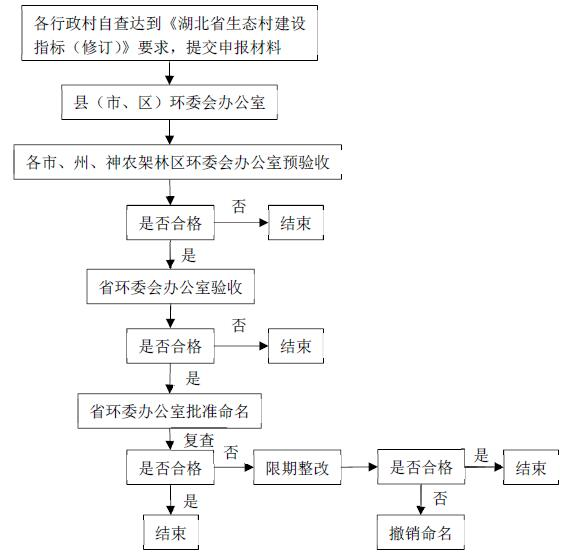 各行政村自查达到《湖北省生态村建设
指标（修订）》要求，提交申报材料
县（市、区）环委会办公室
各市、州、神农架林区环委会办公室预验收
是否合格
否
结束
是
省环委会办公室验收
是否合格
否
结束
是
省环委办公室批准命名
复查
是否合格
否
限期整改
是否合格
是
结束
是
否
结束
撤销命名